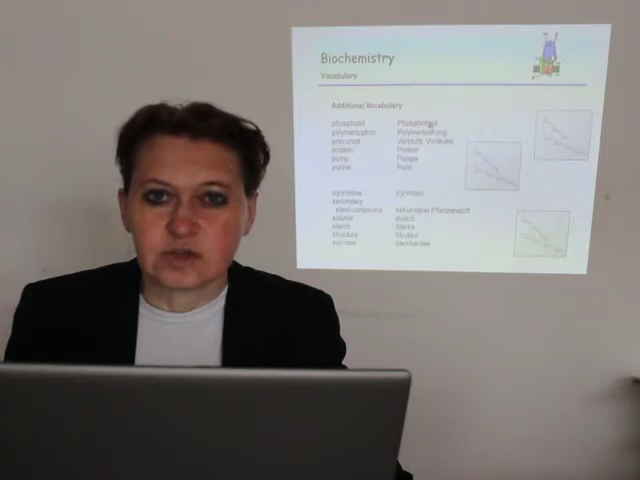 Biochemistry
Vocabulary
Additional Vocabulary:
phospholid Phospholipid
polymerization Polymerisierung
precursor Vorstufe, Vorläufer
protein Protein
pump Pumpe
purine Purin
pyrimidine Pyrimidin
secondary
plant compound sekundärer Pflanzenstoff
soluble löslich
starch Stärke
structure Struktur
sucrose Saccharose